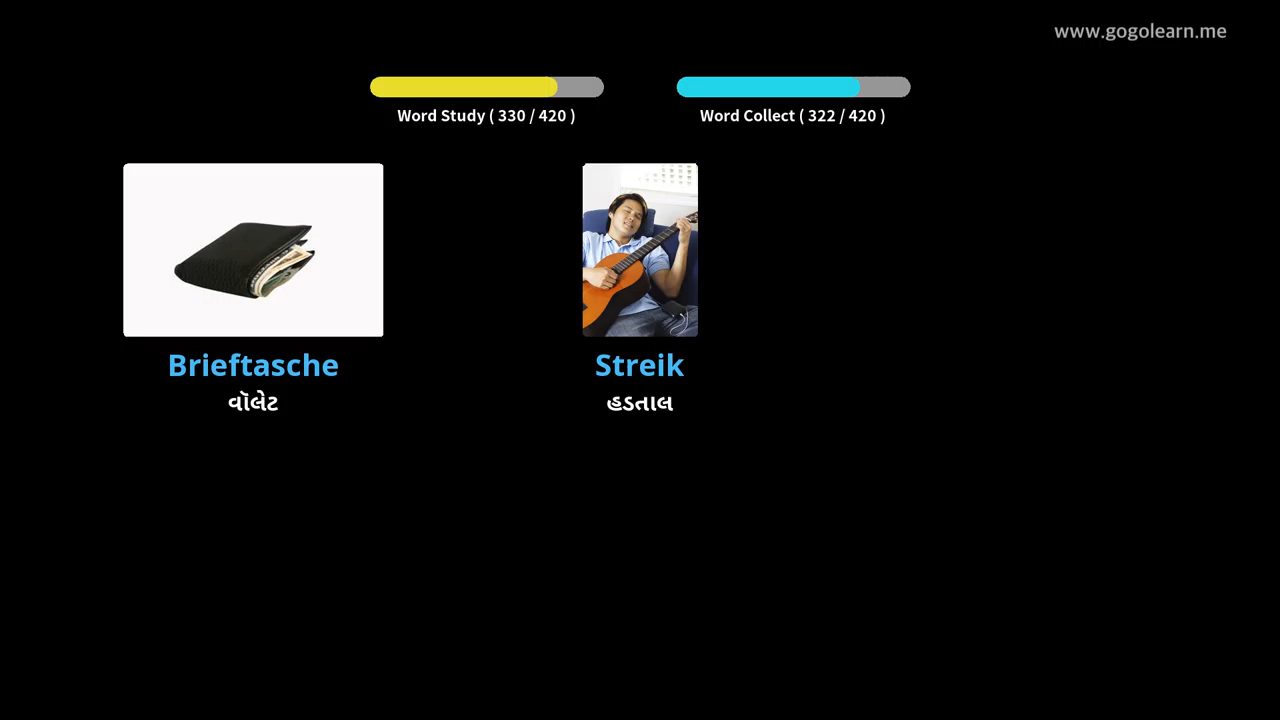 www.gogolearn.me
Word Study ( 330 / 420 )
Word Collect ( 322 / 420 )
Brieftasche
વૉલેટ
Streik
હડતાલ